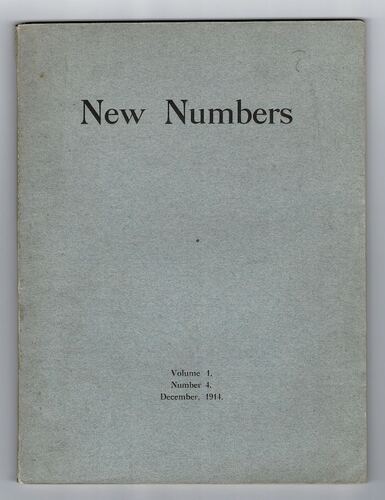 New Numbers
Volume 1.
Number 4.
December, 1914.